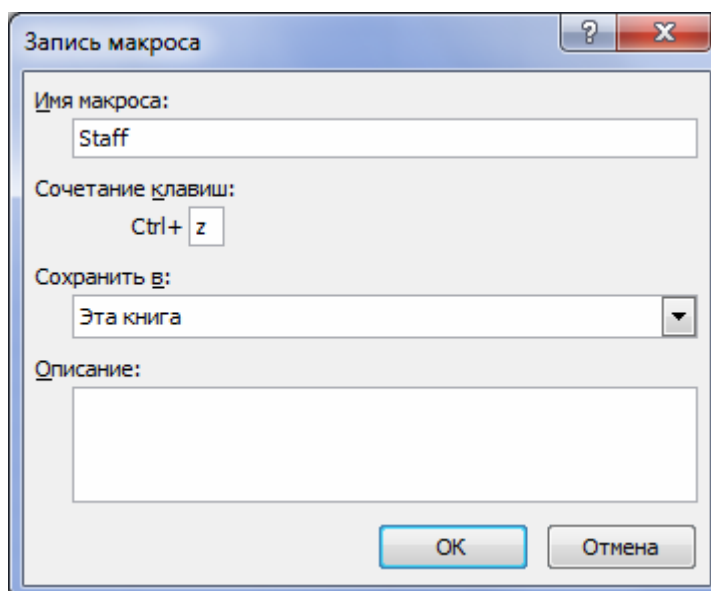 Запись макроса
Имя макроса:
Staff
Сочетание клавиш:
Ctrl+ z
Сохранить в:
Эта книга
Описание:
OK Отмена